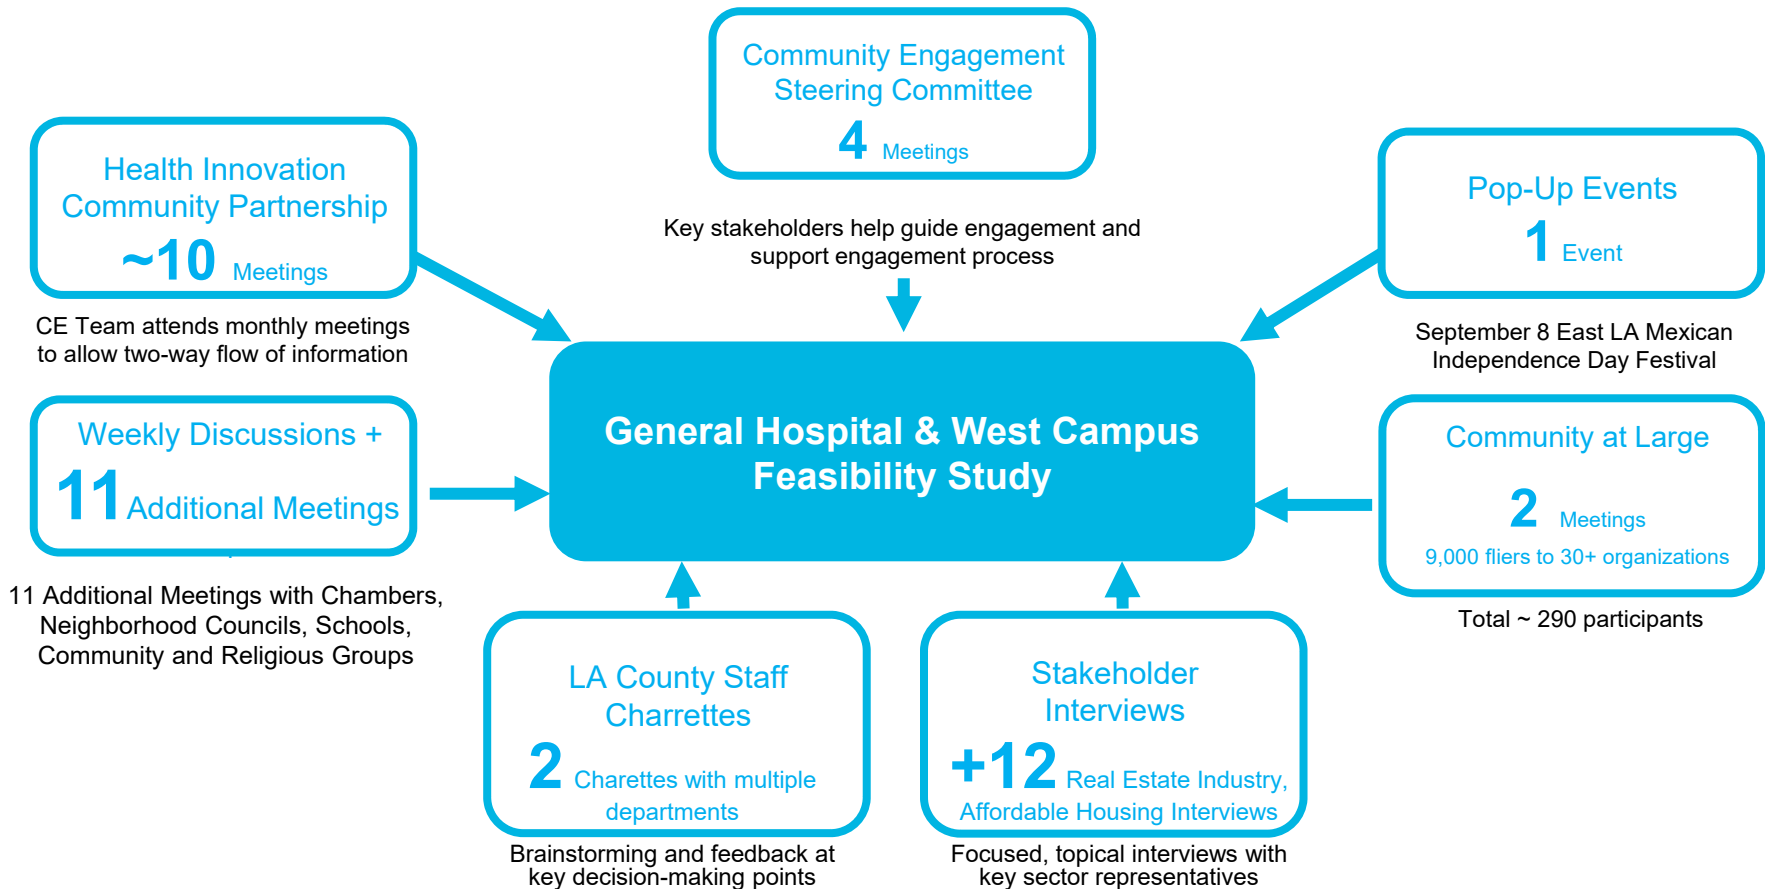 Community Engagement
Steering Committee
4 Meetings
Key stakeholders help guide engagement and
support engagement process
Health Innovation
Community Partnership
~10 Meetings
CE Team attends monthly meetings
to allow two-way flow of information
Pop-Up Events
1 Event
September 8 East LA Mexican
Independence Day Festival
General Hospital & West Campus
Feasibility Study
Weekly Discussions +
11 Additional Meetings
11 Additional Meetings with Chambers,
Neighborhood Councils, Schools,
Community and Religious Groups
Community at Large
2 Meetings
9,000 fliers to 30+ organizations
Total ~ 290 participants
LA County Staff
Charrettes
2 Charettes with multiple
departments
Brainstorming and feedback at
key decision-making points
Stakeholder
Interviews
+12 Real Estate Industry,
Affordable Housing Interviews
Focused, topical interviews with
key sector representatives